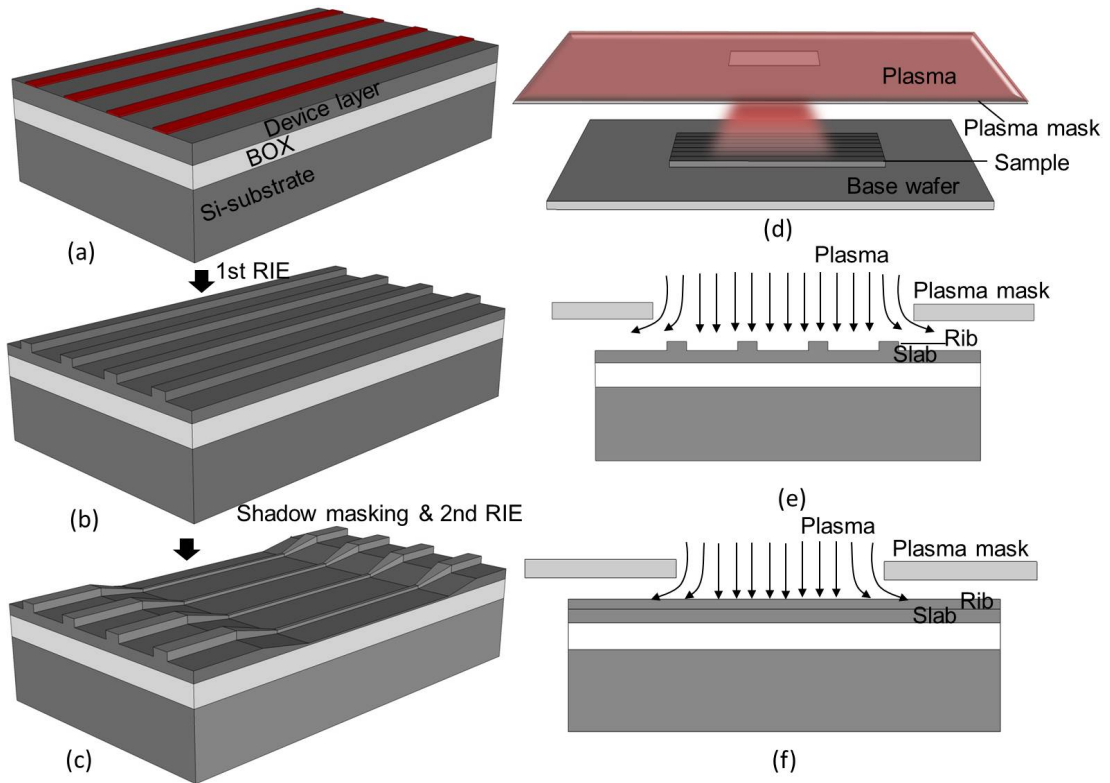 Device layer
BOX
Si-substrate
(a)
1st RIE
(b)
Shadow masking & 2nd RIE
(c)
Plasma
Plasma mask
Sample
Base wafer
(d)
Plasma
Plasma mask
Rib
Slab
(e)
Plasma
Plasma mask
Rib
Slab
(f)